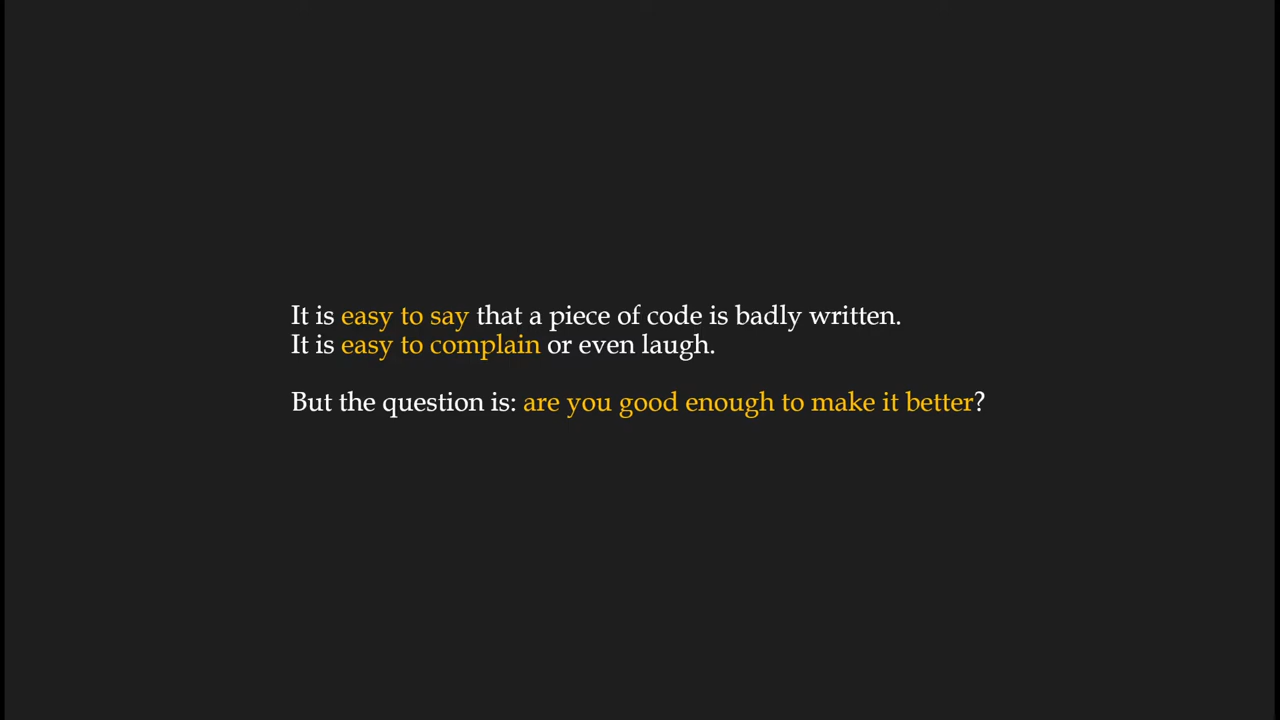 It is easy to say that a piece of code is badly written.
It is easy to complain or even laugh.
But the question is: are you good enough to make it better?